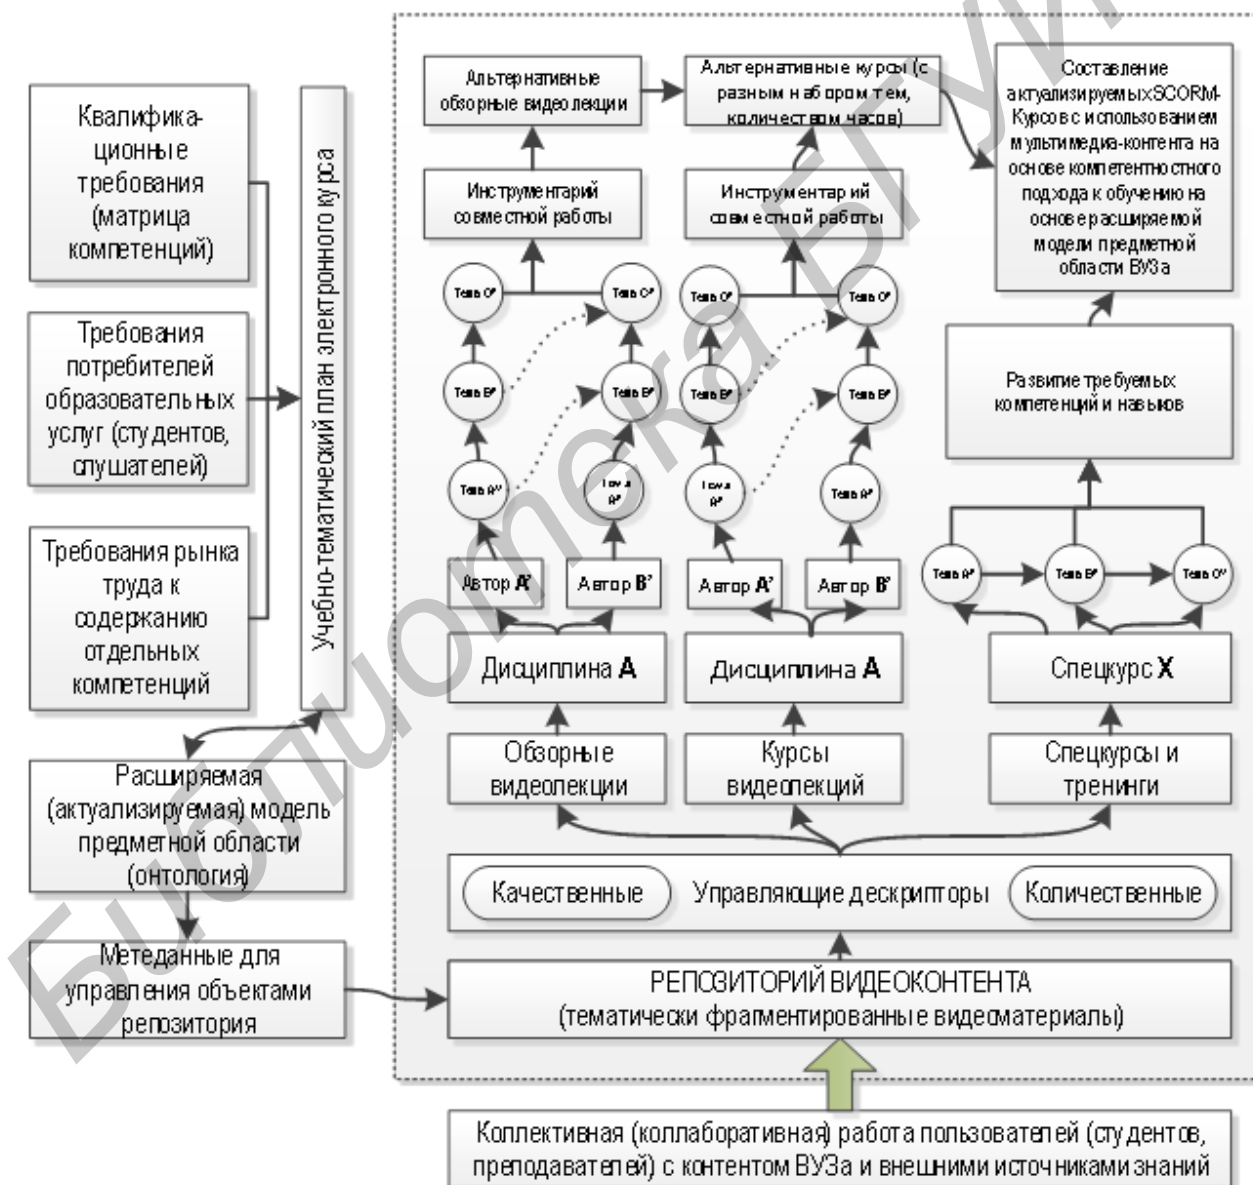 Квалифика-
ционные
требования
(матрица
компетенций)
Требования
потребителей
образовательных
услуг (студентов,
слушателей)
Требования рынка
труда к
содержанию
отдельных
компетенций
Учебно-тематический план электронного курса
Расширяемая
(актуализируемая) модель
предметной области
(онтология)
Метеданные для
управления объектами
репозитория
Альтернативные
обзорные видеолекции
Альтернативные курсы (с
разным набором тем,
количеством часов)
Составление
актуализируемых SCORM-
Курсов с использованием
мультимедиа-контента на
основе компетентностного
подхода к обучению на
основе расширяемой
модели предметной
области ВУЗа
Инструментарий
совместной работы
Инструментарий
совместной работы
Развитие требуемых
компетенций и навыков
Автор A'
Автор B'
Автор A'
Автор B'
Дисциплина A
Дисциплина A
Спецкурс X
Обзорные
видеолекции
Курсы
видеолекций
Спецкурсы и
тренинги
Качественные
Управляющие дескрипторы
Количественные
РЕПОЗИТОРИЙ ВИДЕОКОНТЕНТА
(тематически фрагментированные видеоматериалы)
Коллективная (коллаборативная) работа пользователей (студентов,
преподавателей) с контентом ВУЗа и внешними источниками знаний
Библиотека БГУИ